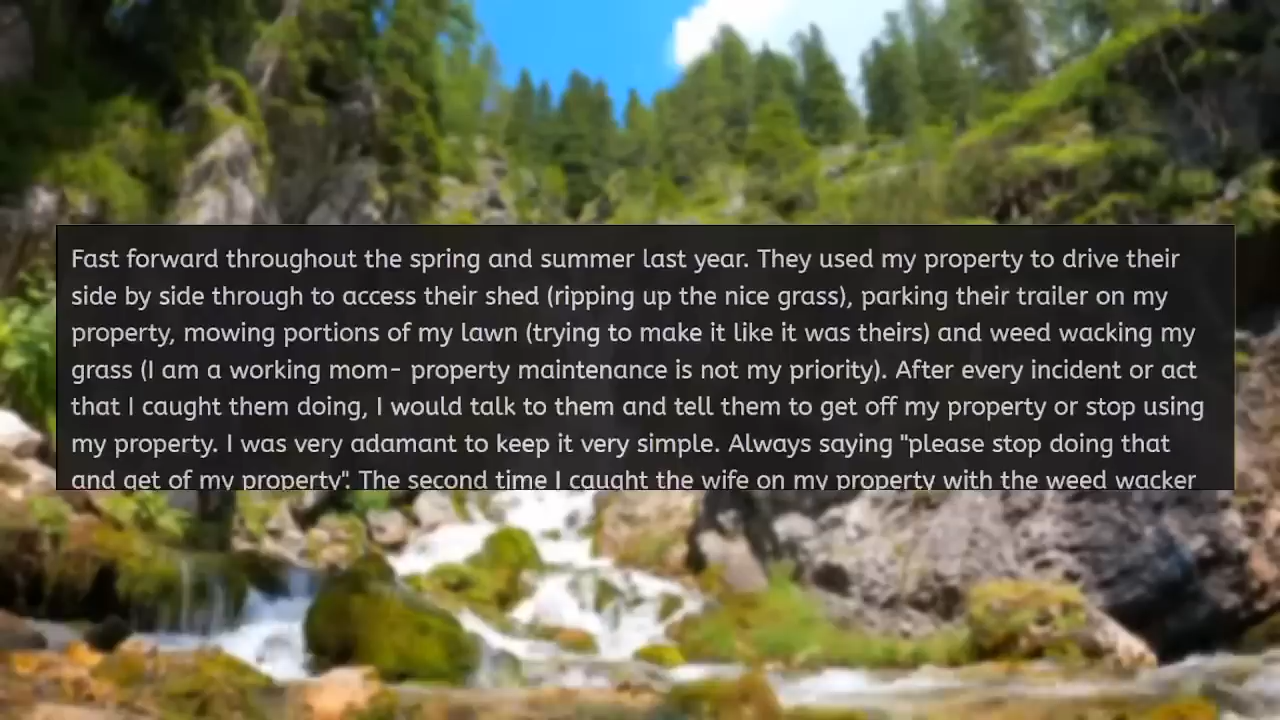 Fast forward throughout the spring and summer last year. They used my property to drive their
side by side through to access their shed (ripping up the nice grass), parking their trailer on my
property, mowing portions of my lawn (trying to make it like it was theirs) and weed wacking my
grass (I am a working mom- property maintenance is not my priority). After every incident or act
that I caught them doing, I would talk to them and tell them to get off my property or stop using
my property. I was very adamant to keep it very simple. Always saying "please stop doing that
and get of my property". The second time I caught the wife on my property with the weed wacker